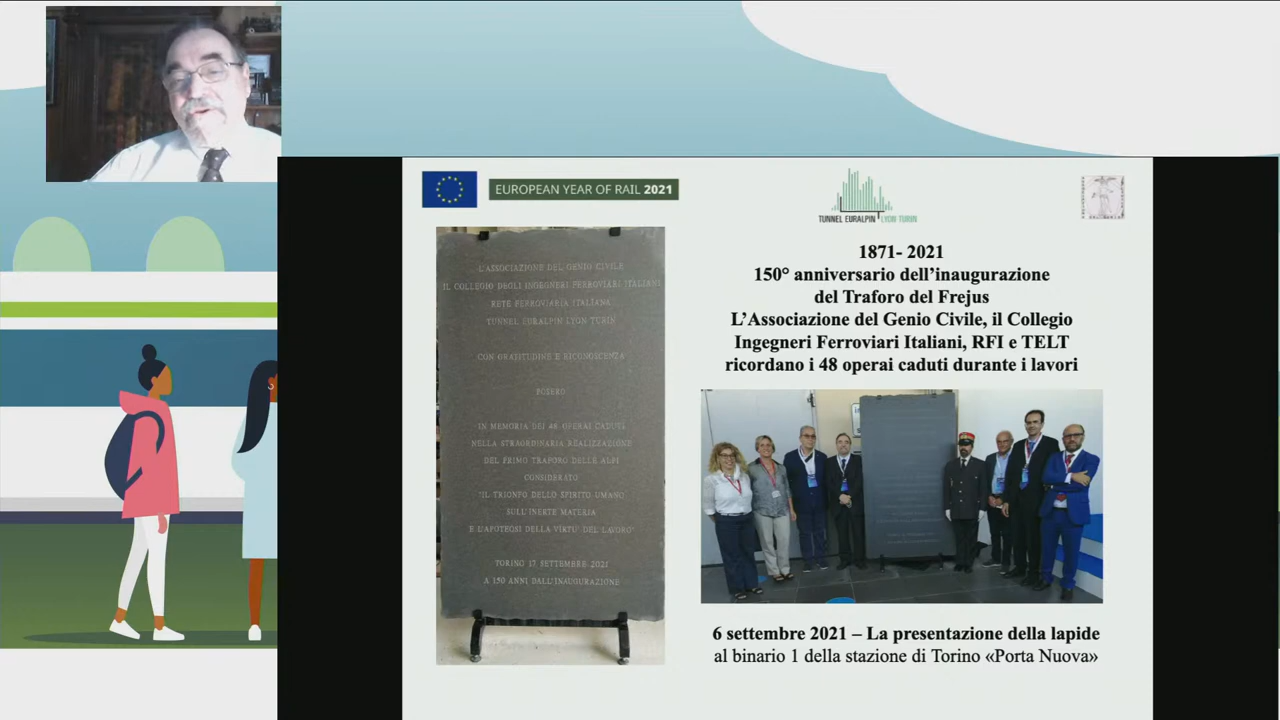 EUROPEAN YEAR OF RAIL 2021
TUNNEL EURALPIN LYON TURIN
L'ASSOCIAZIONE DEL GENIO CIVILE
IL COLLEGIO DEGLI INGEGNERI FERROVIARI ITALIANI
RETE FERROVIARIA ITALIANA
TUNNEL EURALPIN LYON TURIN
CON GRATITUDINE E RICONOSCENZA
POSERO
IN MEMORIA DEI 48 OPERAI CADUTI
NELLA STRAORDINARIA REALIZZAZIONE
DEL PRIMO TRAFORO DELLE ALPI
CONSIDERATO
"IL TRIONFO DELLO SPIRITO UMANO
SULL'INERTE MATERIA
E L'APOTEOSI DELLA VIRTU' DEL LAVORO"
TORINO 17 SETTEMBRE 2021
A 150 ANNI DALL'INAUGURAZIONE
1871- 2021
150° anniversario dell'inaugurazione
del Traforo del Frejus
L'Associazione del Genio Civile, il Collegio
Ingegneri Ferroviari Italiani, RFI e TELT
ricordano i 48 operai caduti durante i lavori
6 settembre 2021 – La presentazione della lapide
al binario 1 della stazione di Torino «Porta Nuova»